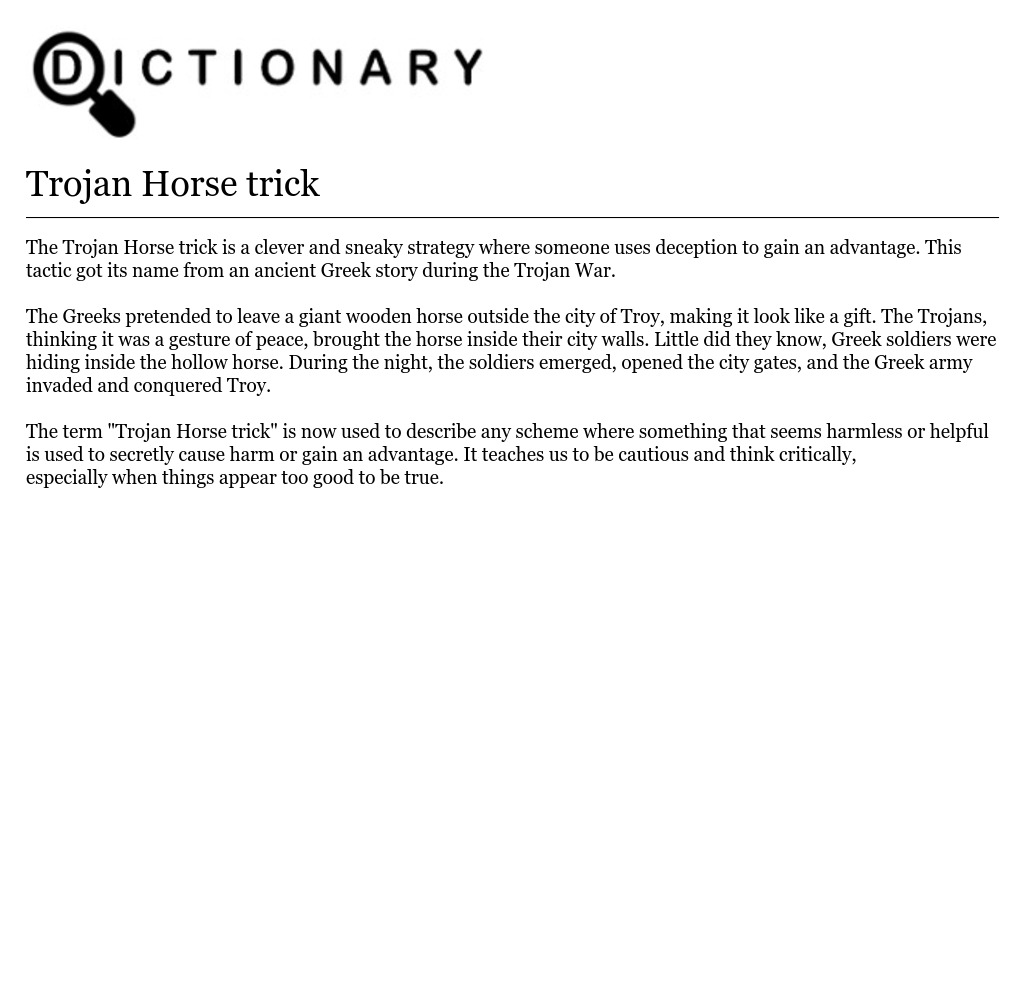 DICTIONARY
Trojan Horse trick
The Trojan Horse trick is a clever and sneaky strategy where someone uses deception to gain an advantage. This
tactic got its name from an ancient Greek story during the Trojan War.
The Greeks pretended to leave a giant wooden horse outside the city of Troy, making it look like a gift. The Trojans,
thinking it was a gesture of peace, brought the horse inside their city walls. Little did they know, Greek soldiers were
hiding inside the hollow horse. During the night, the soldiers emerged, opened the city gates, and the Greek army
invaded and conquered Troy.
The term "Trojan Horse trick" is now used to describe any scheme where something that seems harmless or helpful
is used to secretly cause harm or gain an advantage. It teaches us to be cautious and think critically,
especially when things appear too good to be true.